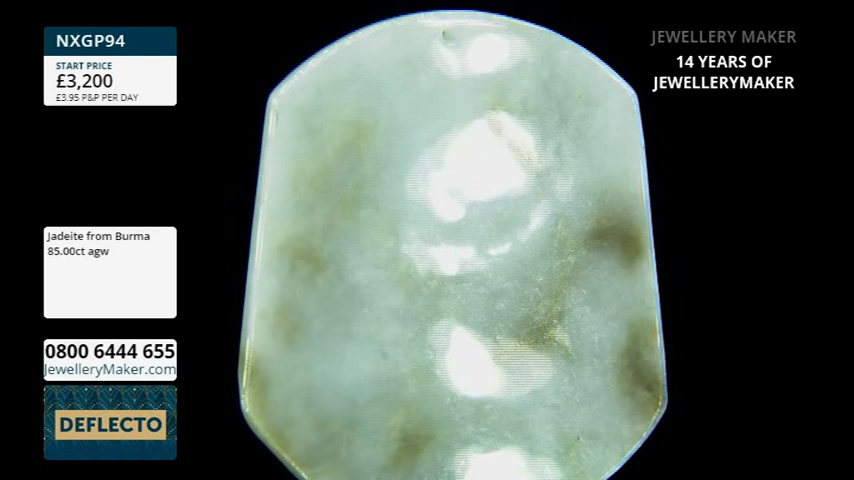 NXGP94
START PRICE
£3,200
£3.95 P&P PER DAY
Jadeite from Burma
85.00ct agw
0800 6444 655
JewelleryMaker.com
DEFLECTO
JEWELLERY MAKER
14 YEARS OF
JEWELLERYMAKER